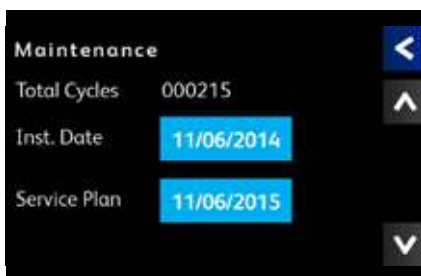 Maintenance
Total Cycles 000215
Inst. Date 11/06/2014
Service Plan 11/06/2015